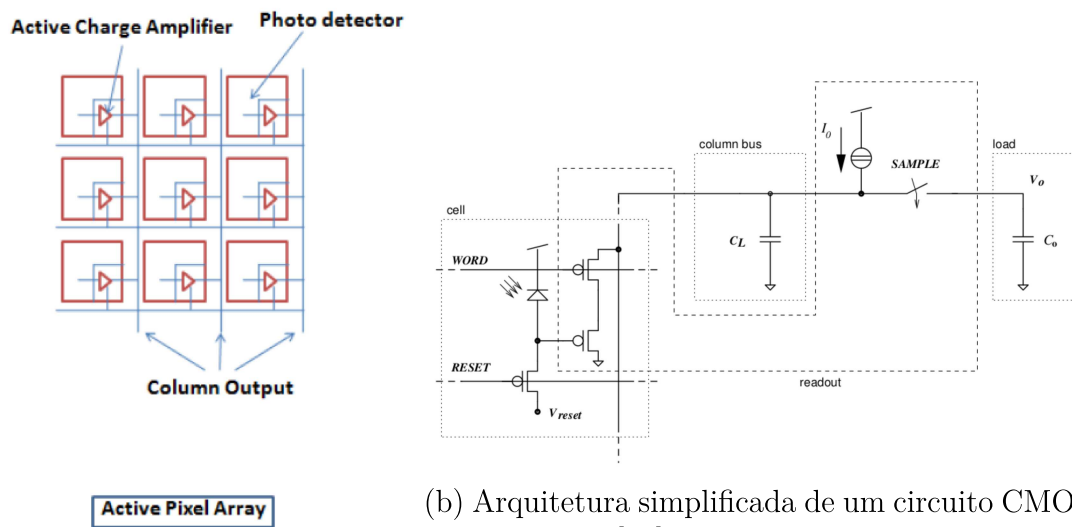 Active Charge Amplifier
Photo detector
Column Output
Active Pixel Array
cell
WORD
RESET
V_reset
column bus
C_L
I_0
SAMPLE
readout
load
V_o
C_o
(b) Arquitetura simplificada de um circuito CMO